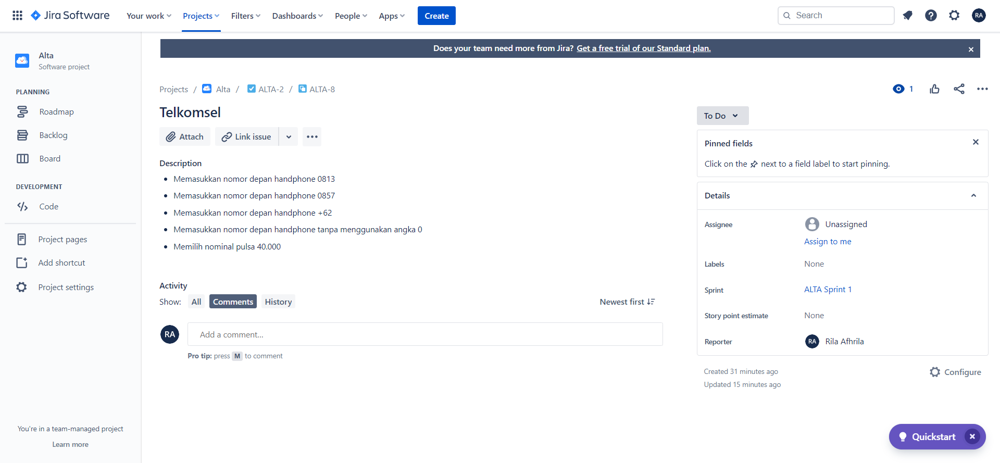 Jira Software
Your work
Projects
Filters
Dashboards
People
Apps
Create
Search
RA
Does your team need more from Jira? Get a free trial of our Standard plan.
Alta
Software project
PLANNING
Roadmap
Backlog
Board
DEVELOPMENT
Code
Project pages
Add shortcut
Project settings
You're in a team-managed project
Learn more
Projects / Alta / ALTA-2 / ALTA-8
1
Telkomsel
Attach
Link issue
Description
• Memasukkan nomor depan handphone 0813
• Memasukkan nomor depan handphone 0857
• Memasukkan nomor depan handphone +62
• Memasukkan nomor depan handphone tanpa menggunakan angka 0
• Memilih nominal pulsa 40.000
Activity
Show: All Comments History
Newest first
RA
Add a comment...
Pro tip: press M to comment
To Do
Pinned fields
Click on the next to a field label to start pinning.
Details
Assignee
Unassigned
Assign to me
Labels
None
Sprint
ALTA Sprint 1
Story point estimate
None
Reporter
RA Rila Afhrila
Created 31 minutes ago
Updated 15 minutes ago
Configure
Quickstart